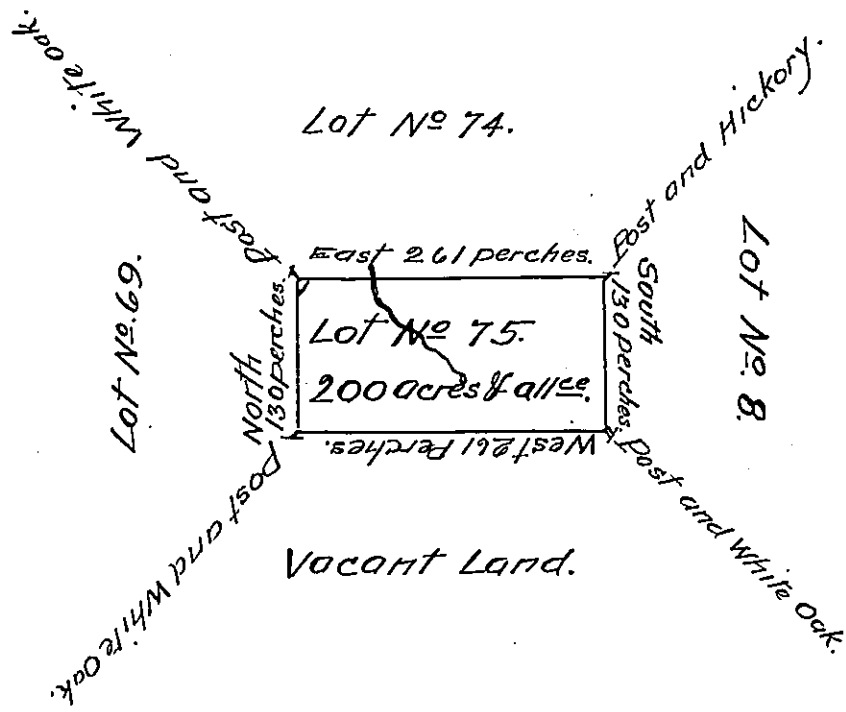 Post and White Oak.
Lot Nº 74.
Post and Hickory.
East 261 perches.
Lot Nº. 69.
North
130 perches.
Lot Nº 75.
200 acres & allce.
South
130 perches.
Lot Nº 8.
West 261 Perches.
Post and White Oak.
Vacant Land.
Post and White Oak.